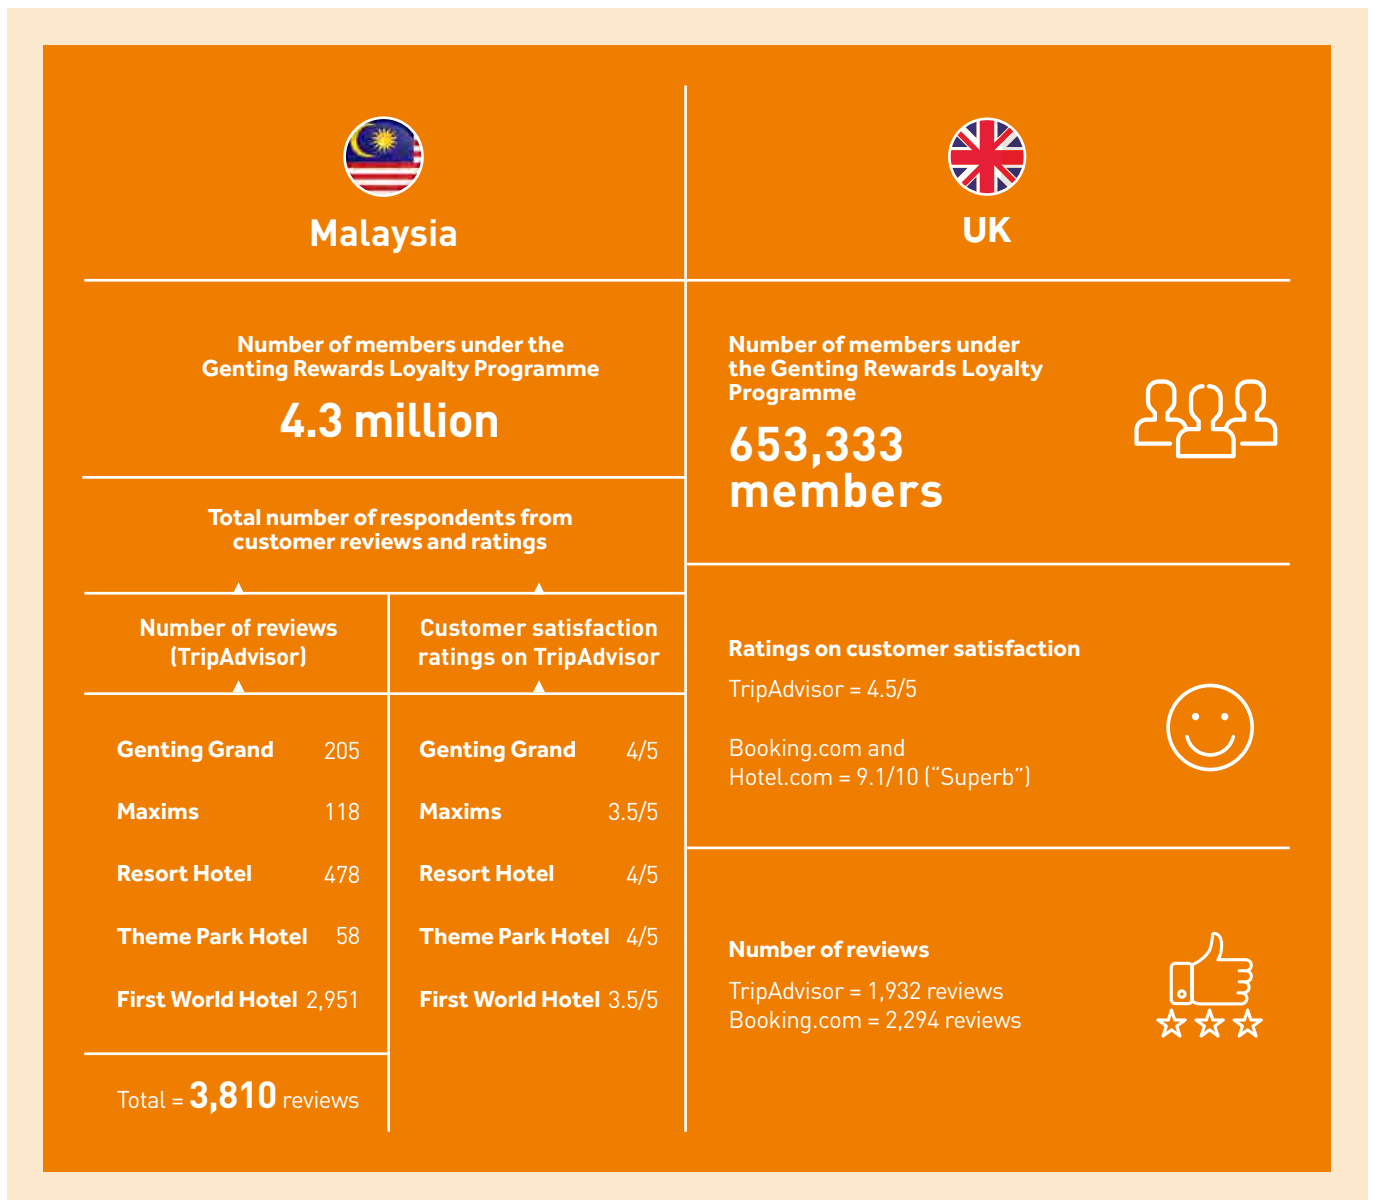 Malaysia
Number of members under the
Genting Rewards Loyalty Programme
4.3 million
Total number of respondents from
customer reviews and ratings
Number of reviews
(TripAdvisor)
Genting Grand 205
Maxims 118
Resort Hotel 478
Theme Park Hotel 58
First World Hotel 2,951
Total = 3,810 reviews
Customer satisfaction
ratings on TripAdvisor
Genting Grand 4/5
Maxims 3.5/5
Resort Hotel 4/5
Theme Park Hotel 4/5
First World Hotel 3.5/5
UK
Number of members under
the Genting Rewards Loyalty
Programme
653,333
members
Ratings on customer satisfaction
TripAdvisor = 4.5/5
Booking.com and
Hotel.com = 9.1/10 (“Superb”)
Number of reviews
TripAdvisor = 1,932 reviews
Booking.com = 2,294 reviews